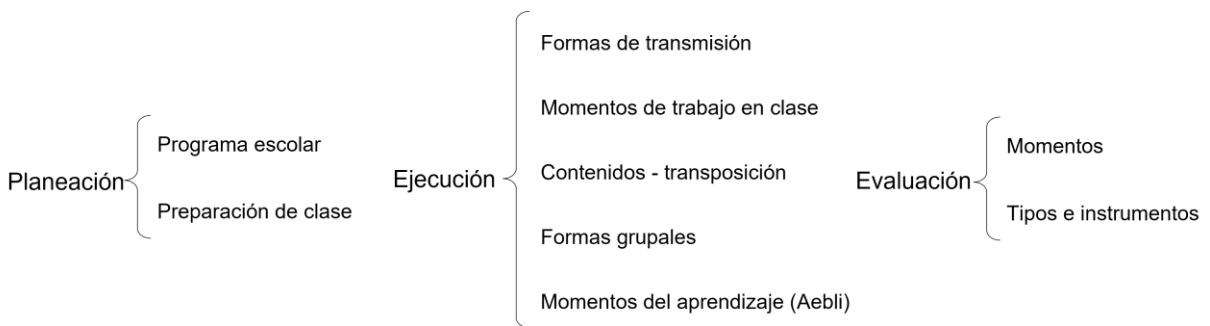 Planeación
Programa escolar
Preparación de clase
Ejecución
Formas de transmisión
Momentos de trabajo en clase
Contenidos - transposición
Formas grupales
Momentos del aprendizaje (Aebli)
Evaluación
Momentos
Tipos e instrumentos